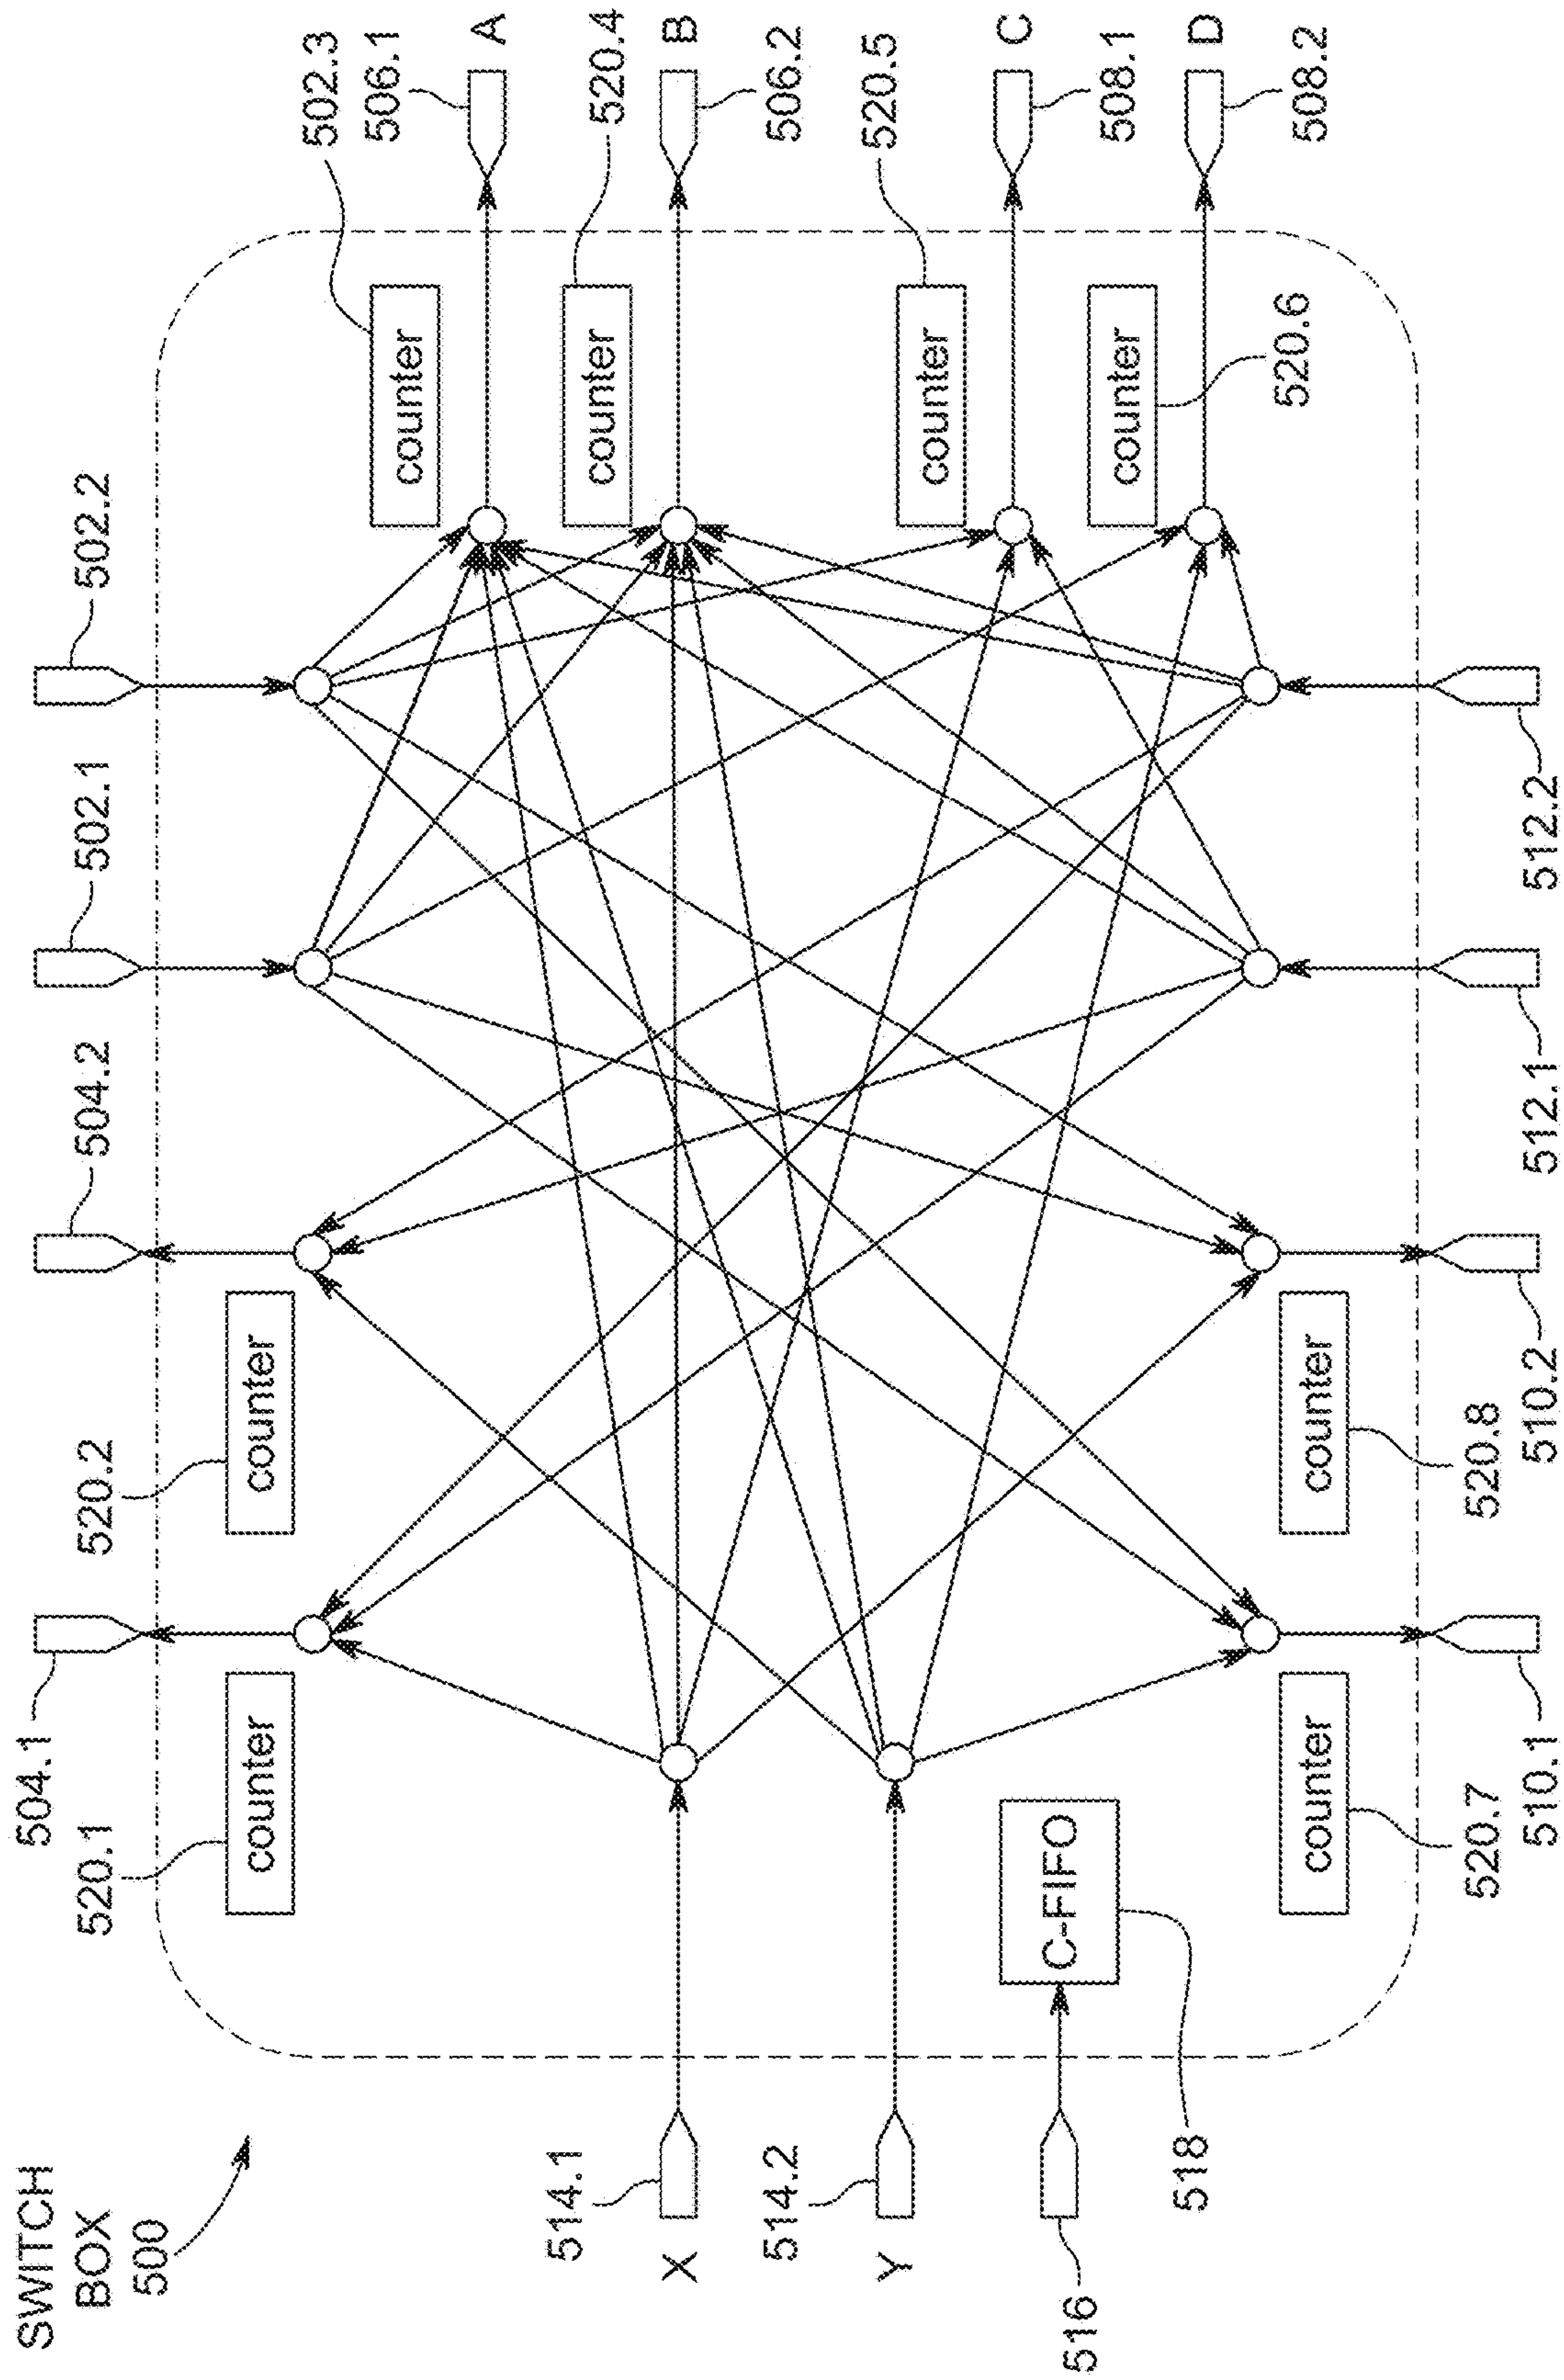 SWITCH
BOX
500
504.1
504.2
502.1
502.2
520.1
counter
520.2
counter
502.3
counter
506.1
A
520.4
counter
B
506.2
514.1
X
514.2
Y
520.5
counter
C
508.1
counter
520.6
D
508.2
516
C-FIFO
518
counter
520.7
counter
520.8
510.1
510.2
512.1
512.2